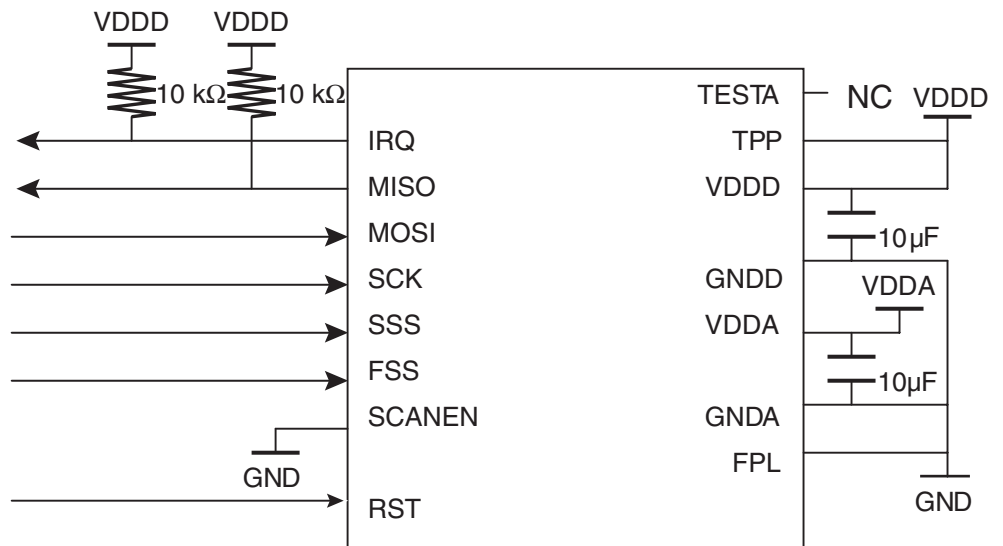 VDDD VDDD
10 kΩ 10 kΩ
TESTA NC
VDDD
IRQ TPP
MISO VDDD
MOSI
10µF
SCK GNDD
VDDA
SSS VDDA
FSS
10µF
SCANEN GNDA
GND
FPL
GND
RST